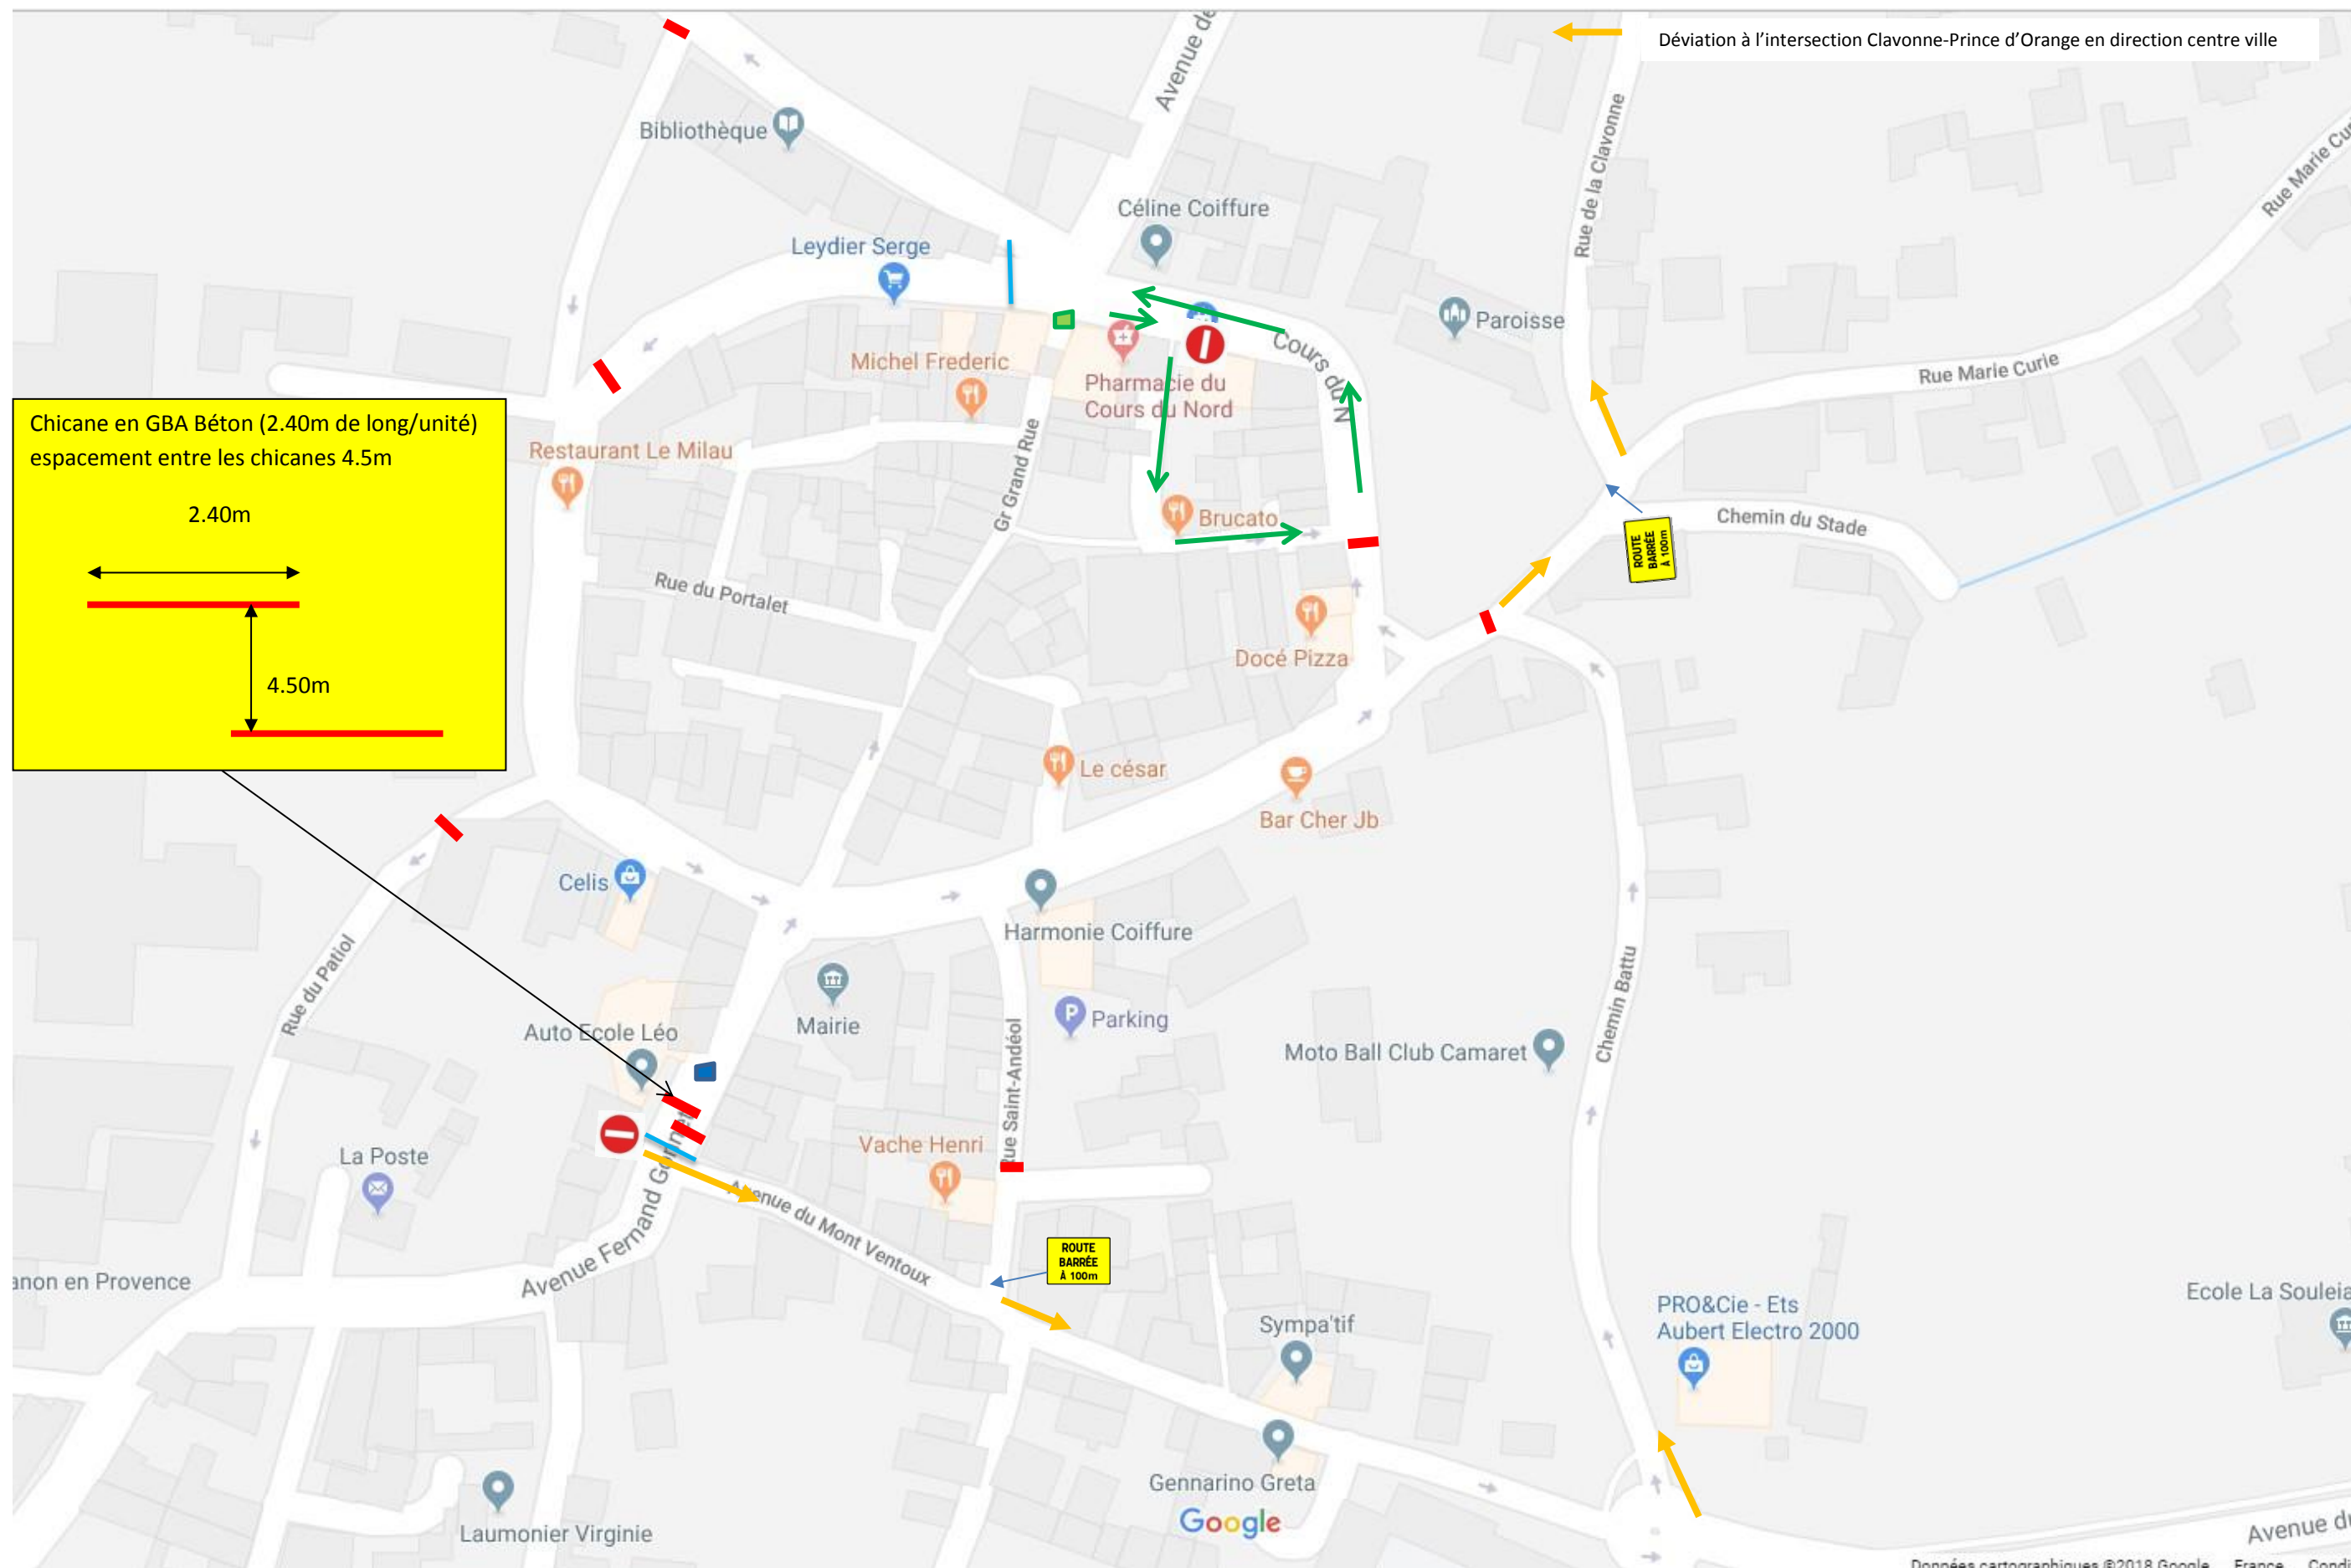 Déviation à l'intersection Clavonne-Prince d'Orange en direction centre ville
Avenue de
Rue de la Clavonne
Rue Marie Cu
Bibliothèque
Céline Coiffure
Leydier Serge
Paroisse
Cours du N
Michel Frederic
Pharmacie du
Cours du Nord
Rue Marie Curie
Chicane en GBA Béton (2.40m de long/unité)
espacement entre les chicanes 4.5m
2.40m
4.50m
Restaurant Le Milau
Gr Grand Rue
Brucato
Chemin du Stade
ROUTE
BARRÉE
À 100m
Rue du Portalet
Docé Pizza
Le césar
Bar Cher Jb
Celis
Harmonie Coiffure
Rue du Patiol
Mairie
Parking
Auto Ecole Léo
Moto Ball Club Camaret
Chemin Battu
Rue Saint-Andéol
La Poste
Vache Henri
Avenue du Mont Ventoux
Avenue Fernand Gonnet
ROUTE
BARRÉE
À 100m
anon en Provence
Ecole La Souleia
PRO&Cie - Ets
Aubert Electro 2000
Sympa'tif
Gennarino Greta
Google
Laumonier Virginie
Avenue du
Données cartographiques ©2018 Google France Condi